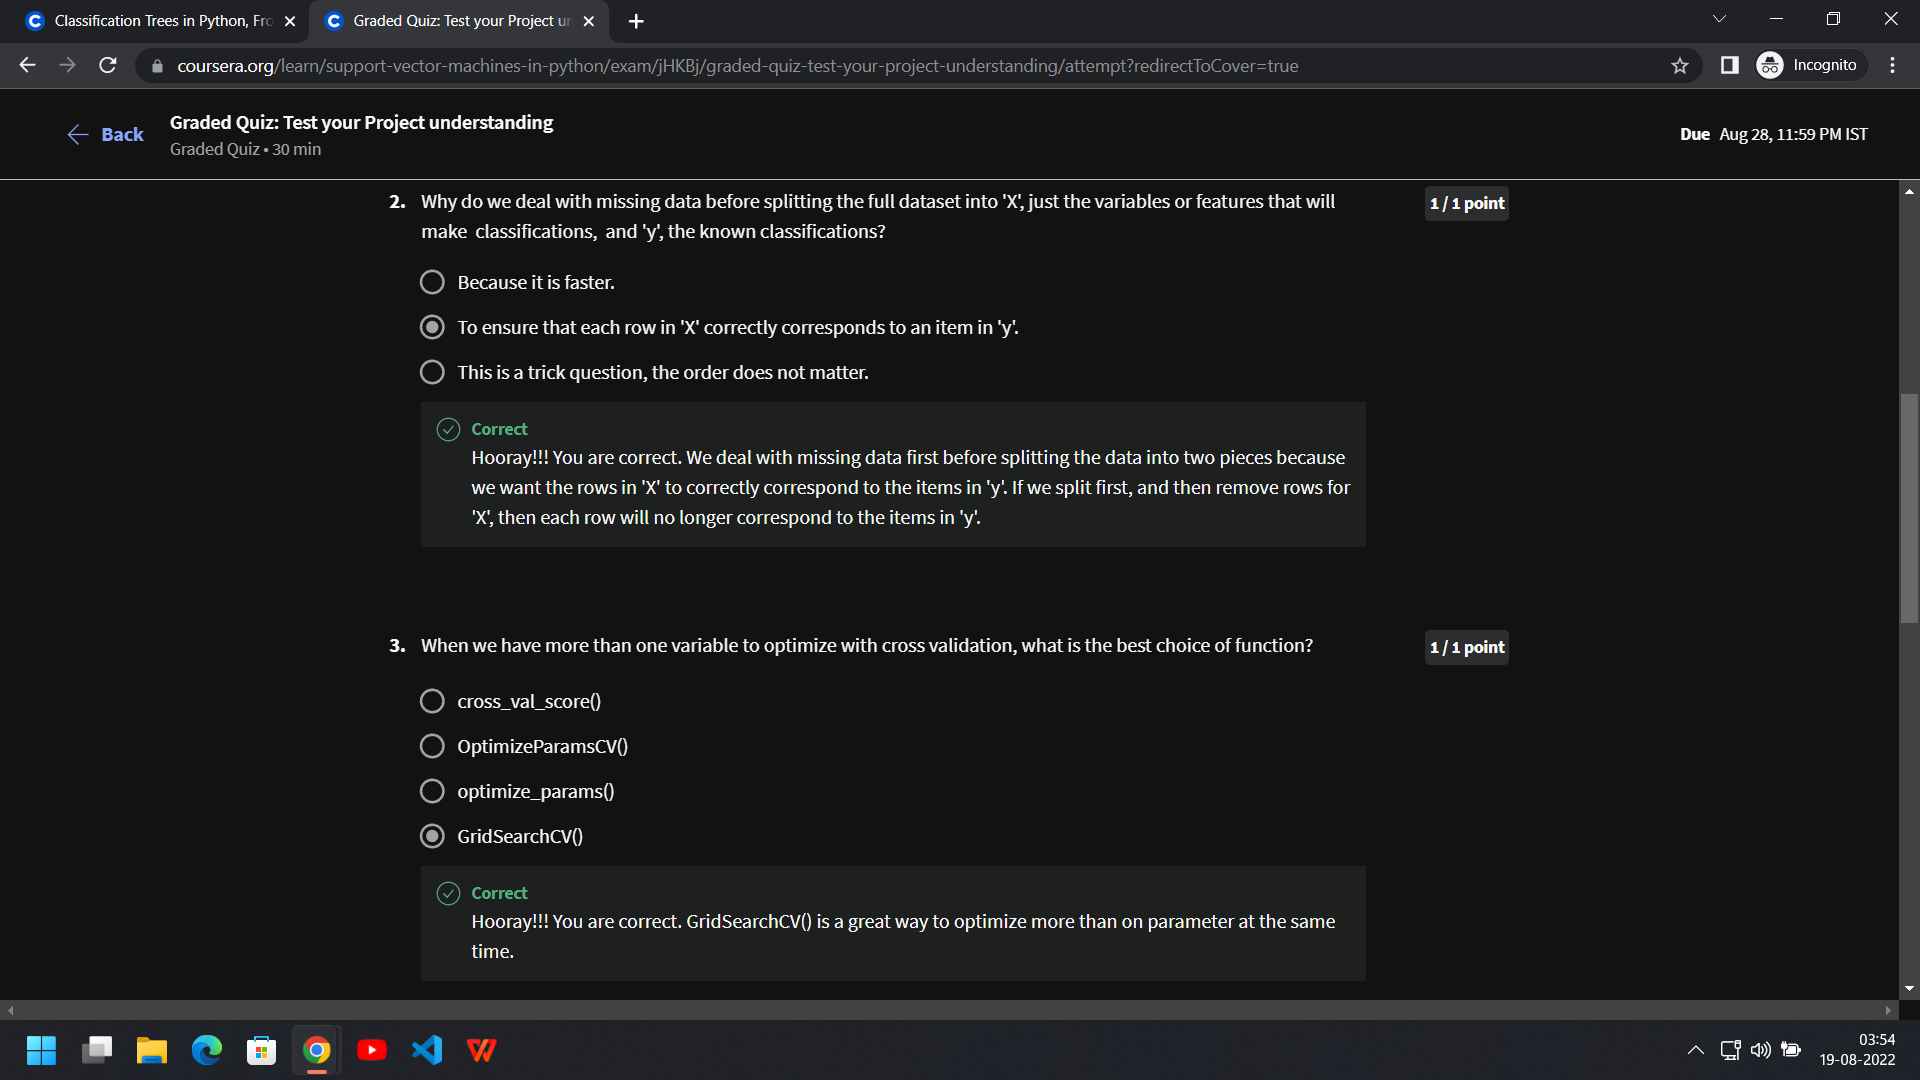 Classification Trees in Python, Fro
Graded Quiz: Test your Project un
coursera.org/learn/support-vector-machines-in-python/exam/jHKBj/graded-quiz-test-your-project-understanding/attempt?redirectToCover=true
Incognito
Back
Graded Quiz: Test your Project understanding
Graded Quiz • 30 min
Due Aug 28, 11:59 PM IST
2. Why do we deal with missing data before splitting the full dataset into 'X', just the variables or features that will
make classifications, and 'y', the known classifications?
1 / 1 point
Because it is faster.
To ensure that each row in 'X' correctly corresponds to an item in 'y'.
This is a trick question, the order does not matter.
Correct
Hooray!!! You are correct. We deal with missing data first before splitting the data into two pieces because
we want the rows in 'X' to correctly correspond to the items in 'y'. If we split first, and then remove rows for
'X', then each row will no longer correspond to the items in 'y'.
3. When we have more than one variable to optimize with cross validation, what is the best choice of function?
1 / 1 point
cross_val_score()
OptimizeParamsCV()
optimize_params()
GridSearchCV()
Correct
Hooray!!! You are correct. GridSearchCV() is a great way to optimize more than on parameter at the same
time.
03:54
19-08-2022